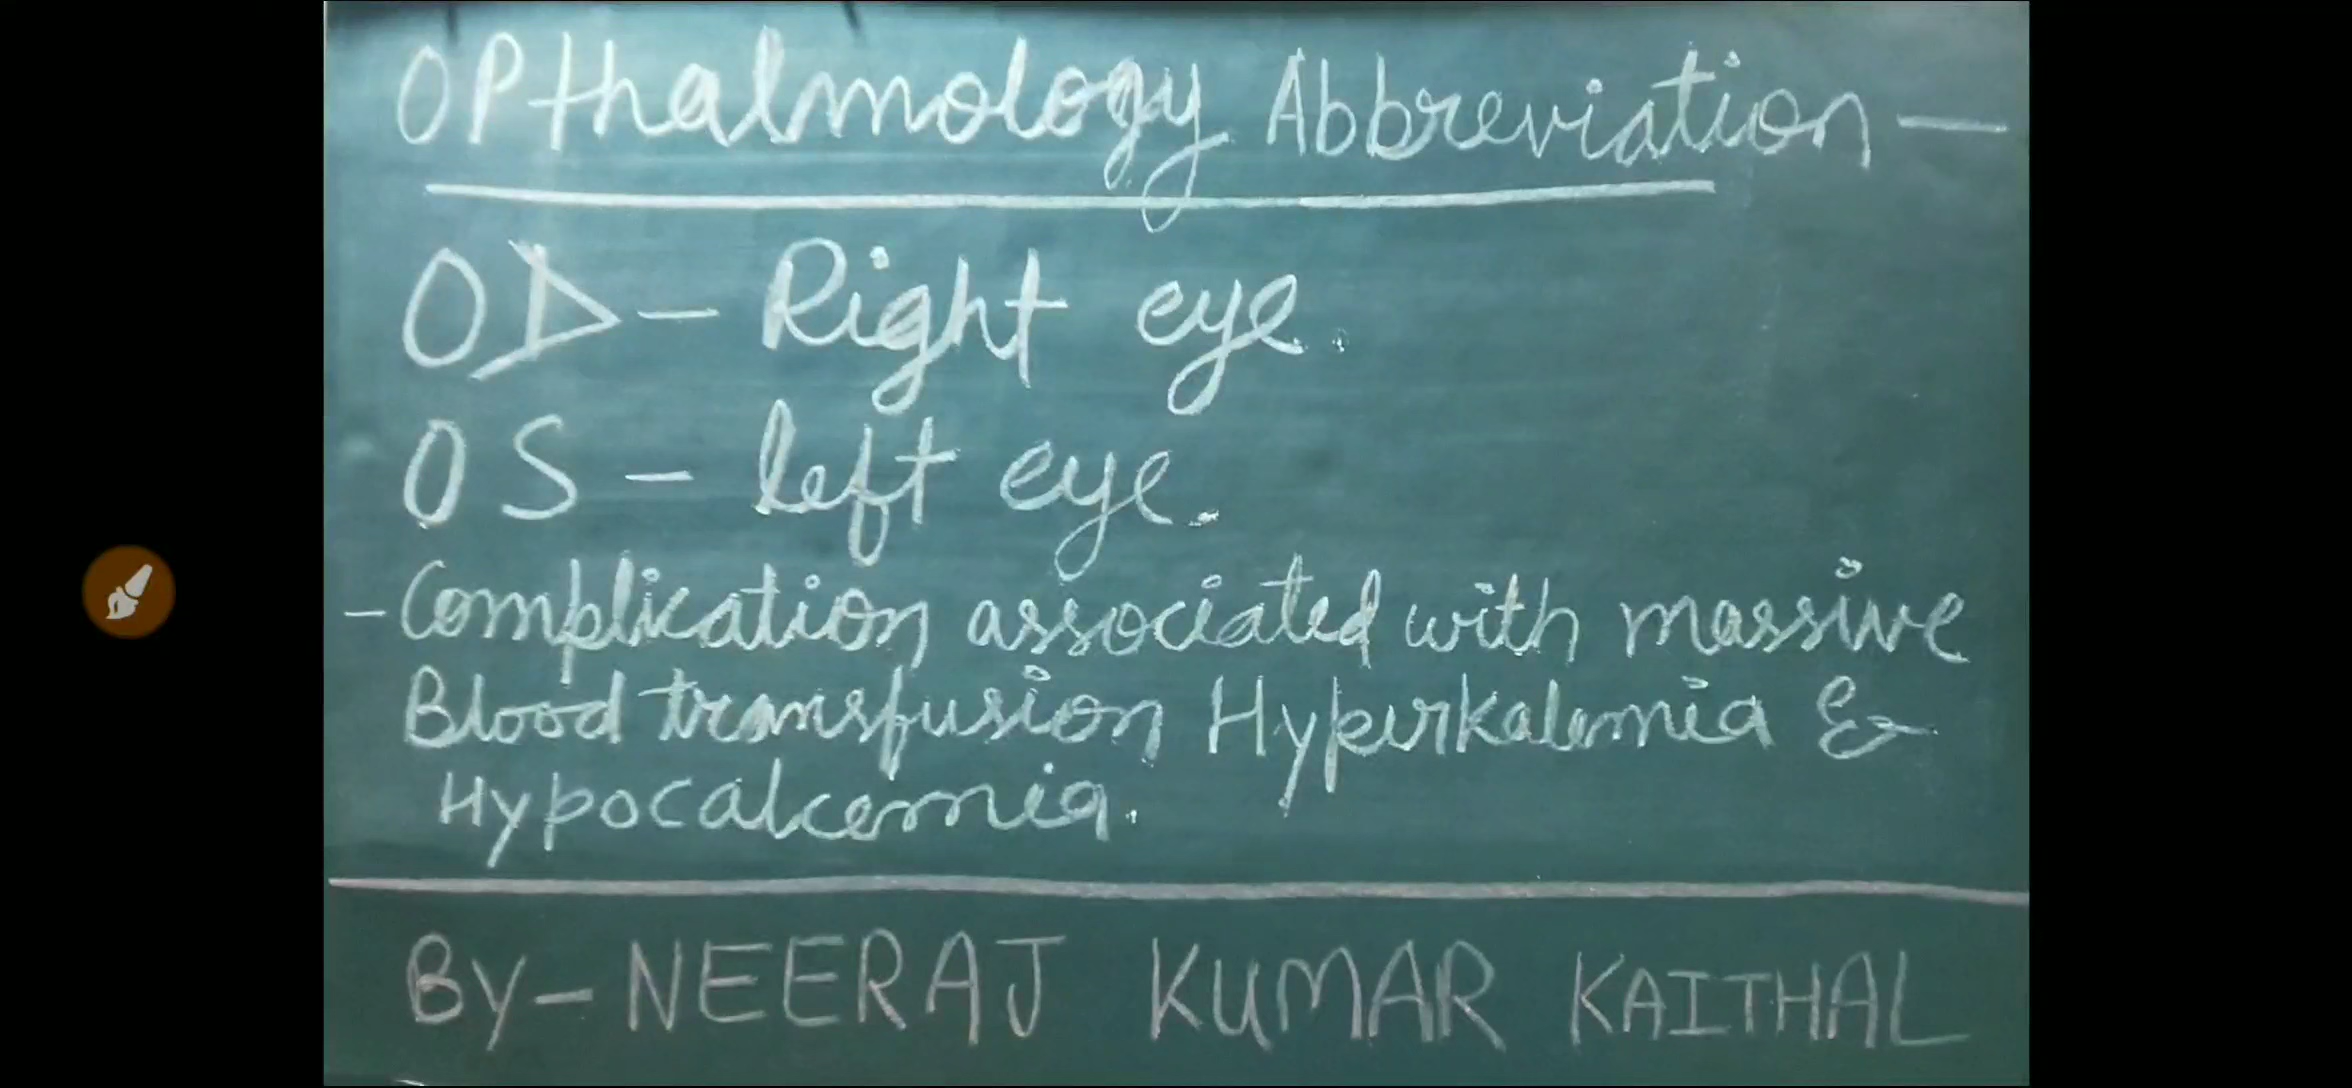 OPthalmology Abbreviation —
OD - Right eye.
OS - left eye.
- Complication associated with massive
Blood transfusion Hyperkalemia &
Hypocalcemia.
By - NEERAJ KUMAR KAITHAL